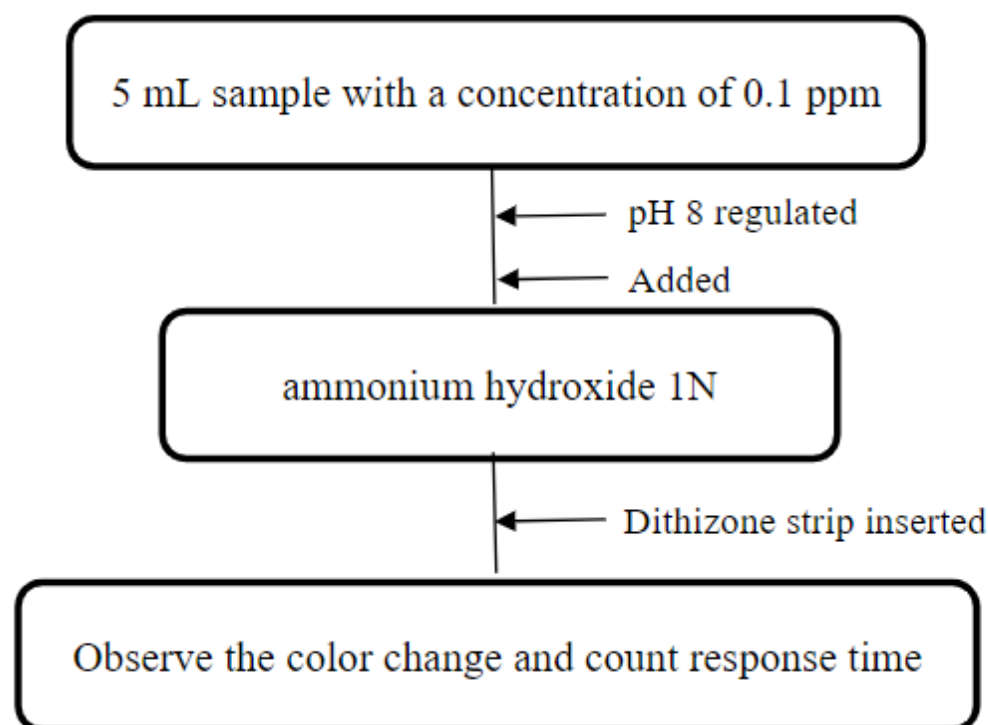 5 mL sample with a concentration of 0.1 ppm
pH 8 regulated
Added
ammonium hydroxide 1N
Dithizone strip inserted
Observe the color change and count response time